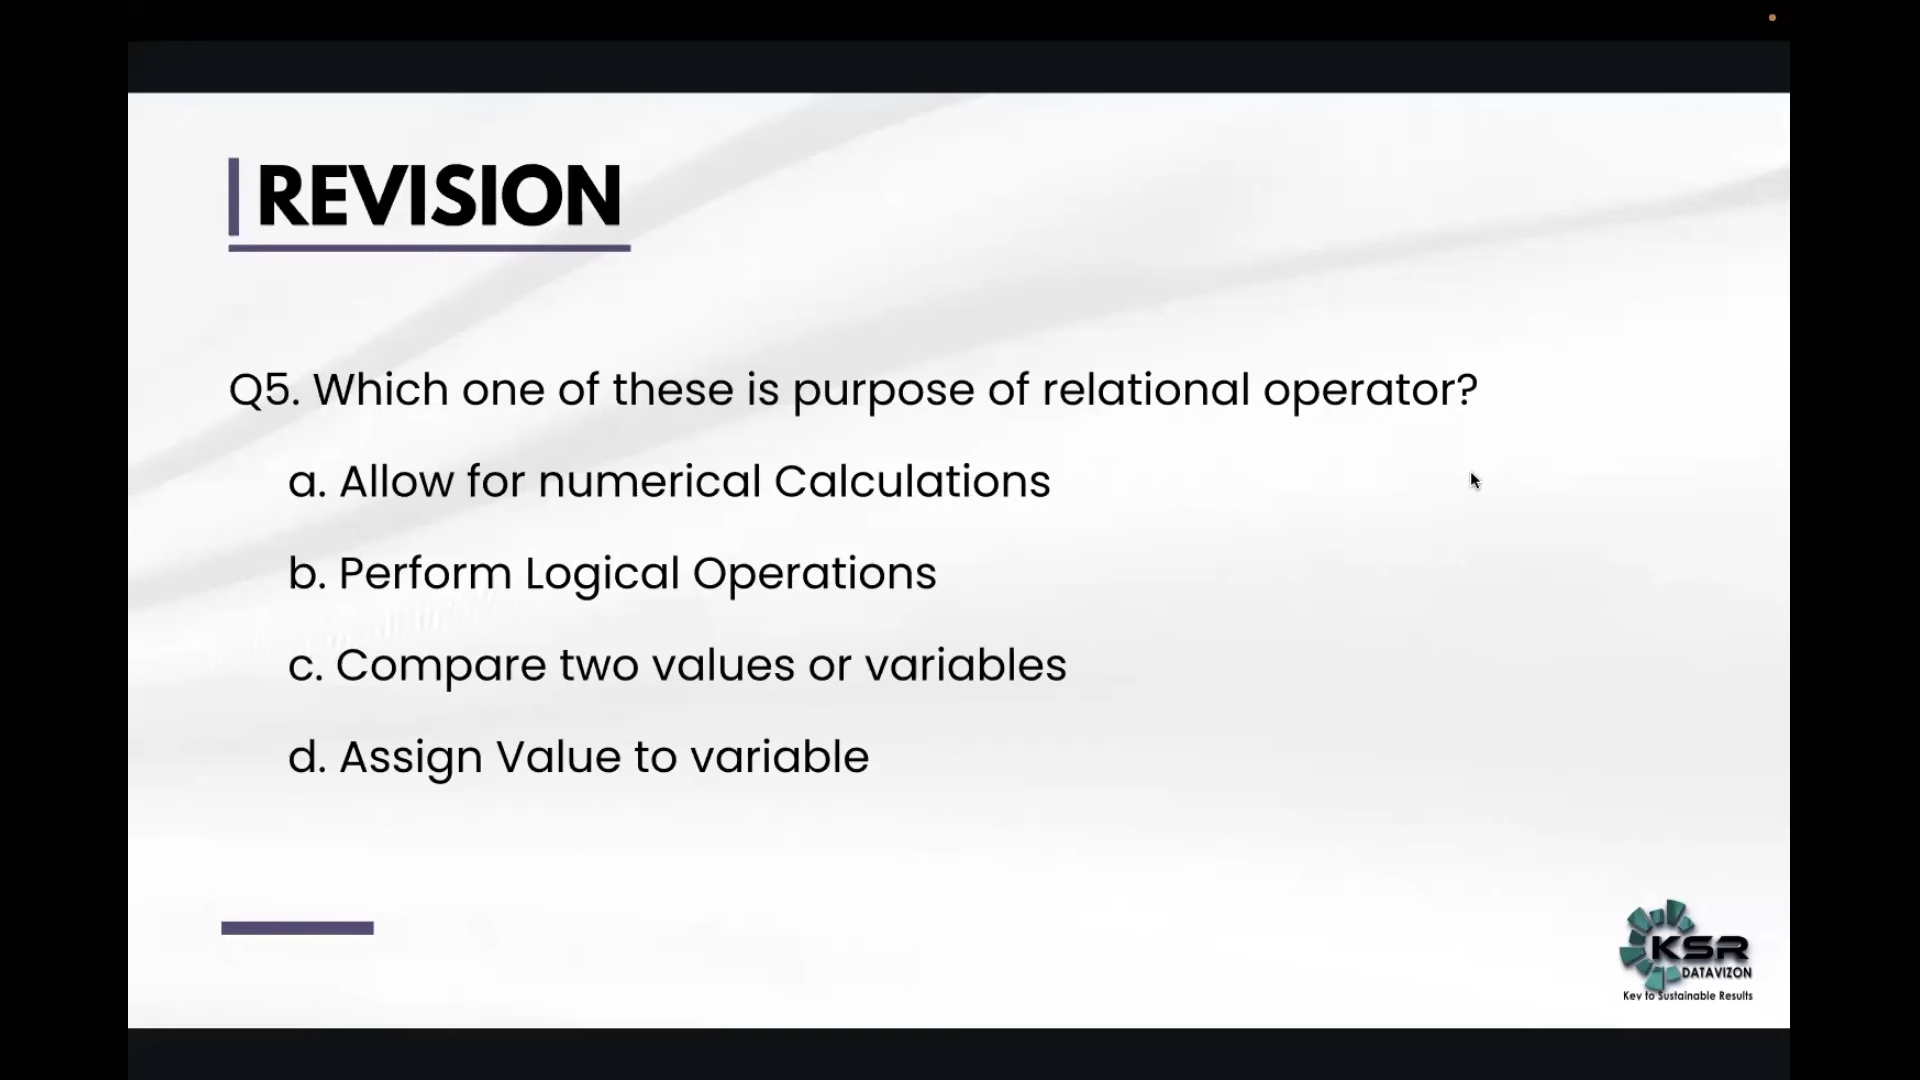 REVISION
Q5. Which one of these is purpose of relational operator?
a. Allow for numerical Calculations
b. Perform Logical Operations
c. Compare two values or variables
d. Assign Value to variable
KSR
DATAVIZON
Key to Sustainable Results